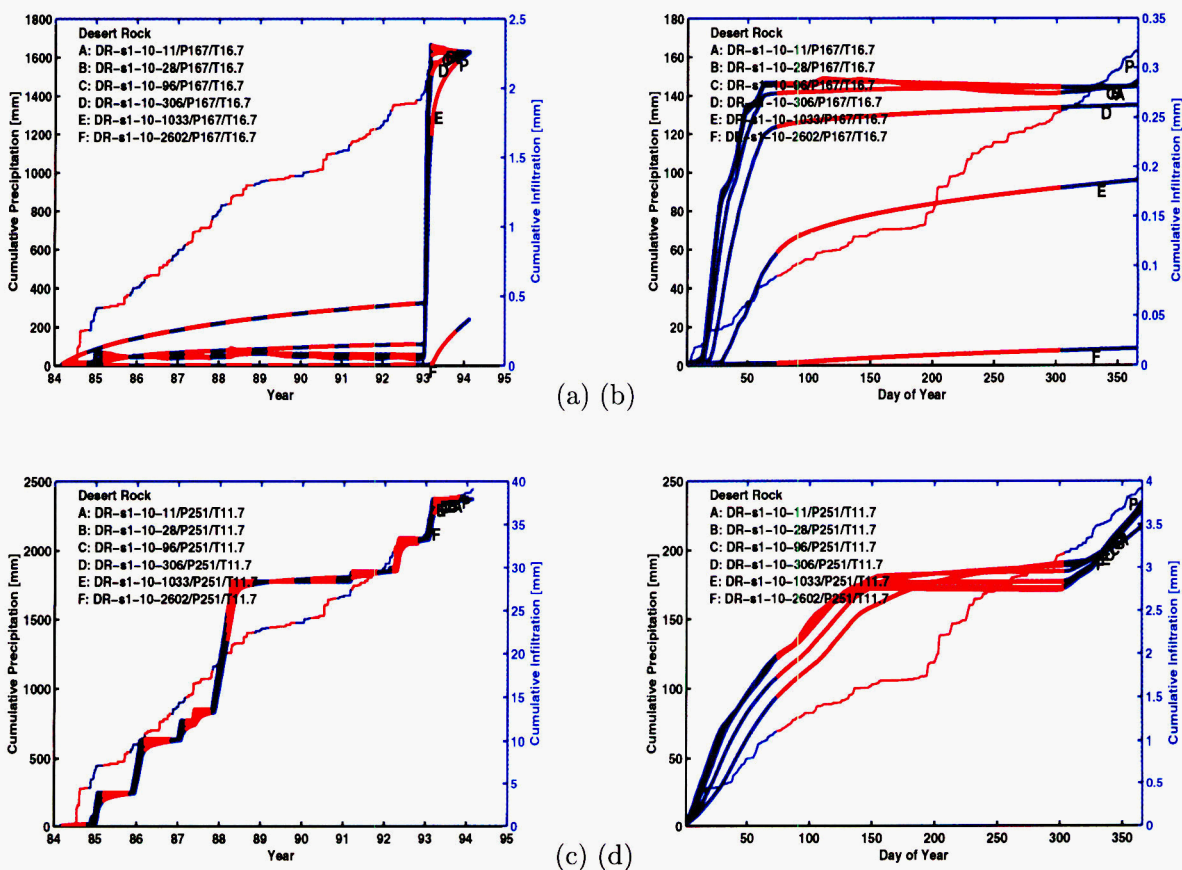 Desert Rock
A: DR-s1-10-11/P167/T16.7
B: DR-s1-10-28/P167/T16.7
C: DR-s1-10-96/P167/T16.7
D: DR-s1-10-306/P167/T16.7
E: DR-s1-10-1033/P167/T16.7
F: DR-s1-10-2602/P167/T16.7
Cumulative Precipitation [mm]
0 200 400 600 800 1000 1200 1400 1600 1800
84 85 86 87 88 89 90 91 92 93 94 95
Year
0 0.5 1 1.5 2 2.5
Cumulative Infiltration [mm]
D
P
E
F
Desert Rock
A: DR-s1-10-11/P167/T16.7
B: DR-s1-10-28/P167/T16.7
C: DR-s1-10-96/P167/T16.7
D: DR-s1-10-306/P167/T16.7
E: DR-s1-10-1033/P167/T16.7
F: DR-s1-10-2602/P167/T16.7
Cumulative Precipitation [mm]
0 20 40 60 80 100 120 140 160 180
50 100 150 200 250 300 350
Day of Year
0 0.05 0.1 0.15 0.2 0.25 0.3 0.35
Cumulative Infiltration [mm]
P
A
D
E
F
(a) (b)
Desert Rock
A: DR-s1-10-11/P251/T11.7
B: DR-s1-10-28/P251/T11.7
C: DR-s1-10-96/P251/T11.7
D: DR-s1-10-306/P251/T11.7
E: DR-s1-10-1033/P251/T11.7
F: DR-s1-10-2602/P251/T11.7
Cumulative Precipitation [mm]
0 500 1000 1500 2000 2500
84 85 86 87 88 89 90 91 92 93 94 95
Year
0 5 10 15 20 25 30 35 40
Cumulative Infiltration [mm]
P
F
Desert Rock
A: DR-s1-10-11/P251/T11.7
B: DR-s1-10-28/P251/T11.7
C: DR-s1-10-96/P251/T11.7
D: DR-s1-10-306/P251/T11.7
E: DR-s1-10-1033/P251/T11.7
F: DR-s1-10-2602/P251/T11.7
Cumulative Precipitation [mm]
0 50 100 150 200 250
50 100 150 200 250 300 350
Day of Year
0 0.5 1 1.5 2 2.5 3 3.5 4
Cumulative Infiltration [mm]
P
(c) (d)